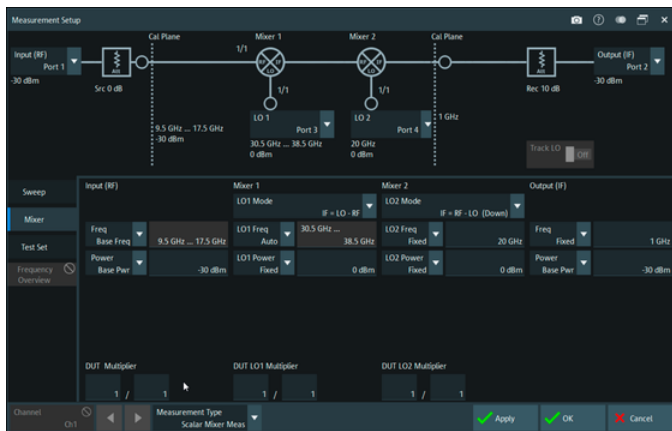 Measurement Setup
Cal Plane
Mixer 1
Mixer 2
Cal Plane
Input (RF)
Port 1
-30 dBm
Att
Src 0 dB
1/1
RF IF
LO
RF IF
LO
Att
Rec 10 dB
Output (IF)
Port 2
-30 dBm
1/1
1/1
9.5 GHz ... 17.5 GHz
-30 dBm
LO 1
Port 3
30.5 GHz ... 38.5 GHz
0 dBm
LO 2
Port 4
20 GHz
0 dBm
1 GHz
Track LO
Off
Sweep
Mixer
Test Set
Frequency
Overview
Input (RF)
Mixer 1
Mixer 2
Output (IF)
LO1 Mode
IF = LO - RF
LO2 Mode
IF = RF - LO (Down)
Freq
Base Freq
9.5 GHz ... 17.5 GHz
LO1 Freq
Auto
30.5 GHz ...
38.5 GHz
LO2 Freq
Fixed
20 GHz
Freq
Fixed
1 GHz
Power
Base Pwr
-30 dBm
LO1 Power
Fixed
0 dBm
LO2 Power
Fixed
0 dBm
Power
Base Pwr
-30 dBm
DUT Multiplier
DUT LO1 Multiplier
DUT LO2 Multiplier
1 / 1
1 / 1
1 / 1
Channel
Ch1
Measurement Type
Scalar Mixer Meas
Apply
OK
Cancel